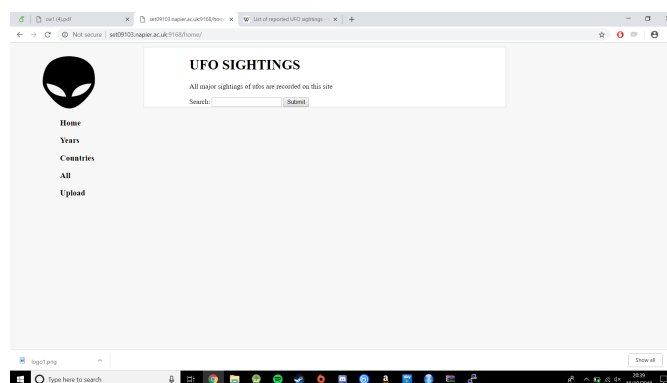 cw1 (4).pdf
set09103.napier.ac.uk:9168/hom
List of reported UFO sightings -
Not secure
set09103.napier.ac.uk:9168/home/
UFO SIGHTINGS
All major sightings of ufos are recorded on this site
Search:
Submit
Home
Years
Countries
All
Upload
logo1.png
Show all
Type here to search
20:39